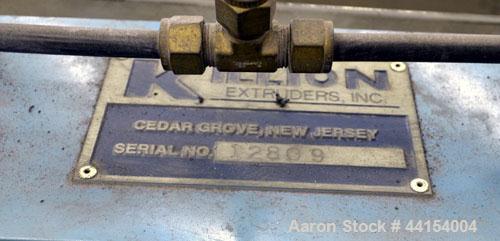 KILLION
EXTRUDERS, INC.
CEDAR GROVE, NEW JERSEY
SERIAL NO. 12809
Aaron Stock # 44154004